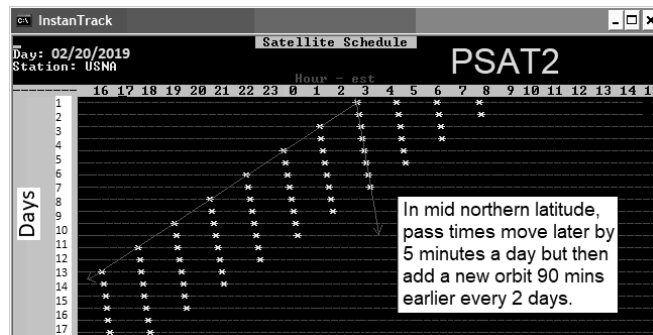 InstanTrack
Satellite Schedule
Day: 02/20/2019
Station: USNA
PSAT2
Hour - est
16 17 18 19 20 21 22 23 0 1 2 3 4 5 6 7 8 9 10 11 12 13 14 1
Days
1
2
3
4
5
6
7
8
9
10
11
12
13
14
15
16
17
In mid northern latitude,
pass times move later by
5 minutes a day but then
add a new orbit 90 mins
earlier every 2 days.